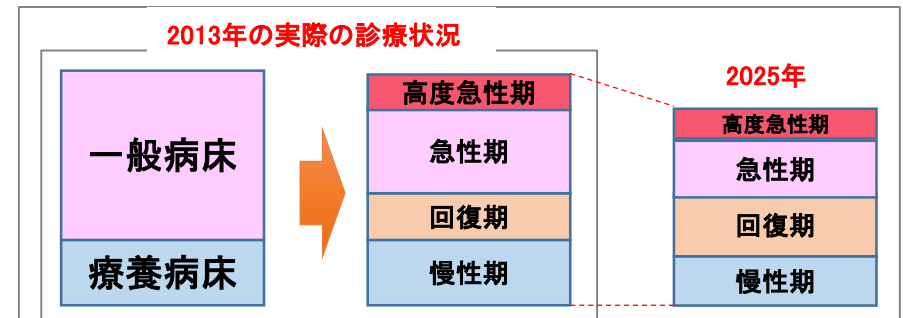 2013年の実際の診療状況
一般病床
療養病床
高度急性期
急性期
回復期
慢性期
2025年
高度急性期
急性期
回復期
慢性期